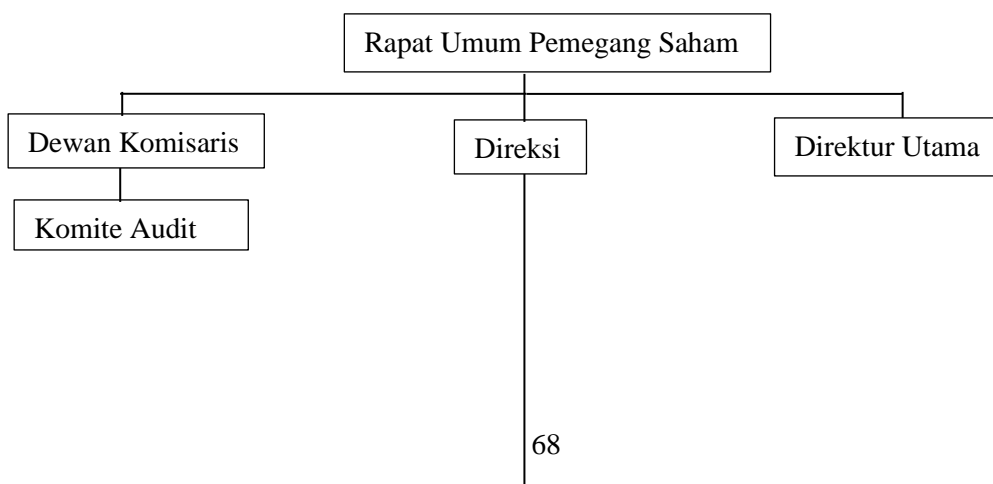 Rapat Umum Pemegang Saham
Dewan Komisaris
Direksi
Direktur Utama
Komite Audit
68